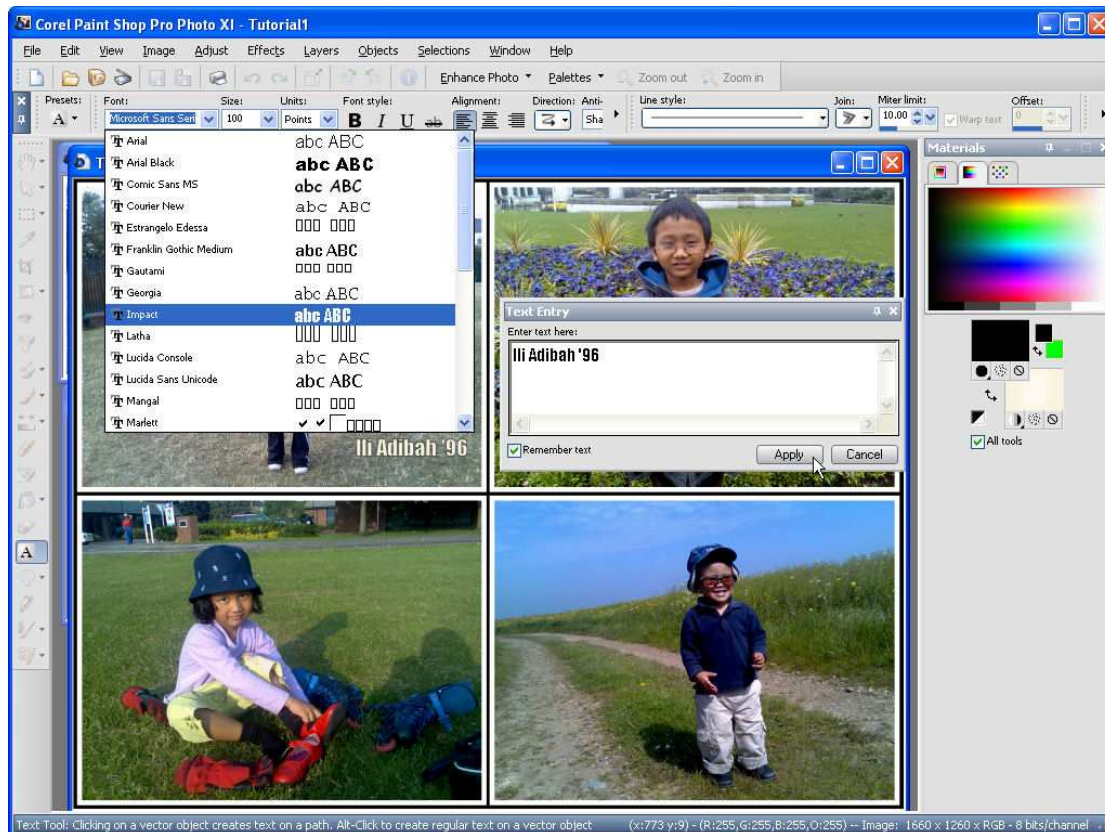 Corel Paint Shop Pro Photo XI - Tutorial1
File Edit View Image Adjust Effects Layers Objects Selections Window Help
Enhance Photo Palettes Zoom out Zoom in
Presets: Font: Size: Units: Font style: Alignment: Direction: Anti- Line style: Join: Miter limit: Offset:
A Microsoft Sans Seri 100 Points B I U ab Sha 10.00 Warp text 0
Materials
Arial abc ABC
Arial Black abc ABC
Comic Sans MS abc ABC
Courier New abc ABC
Estrangelo Edessa
Franklin Gothic Medium abc ABC
Gautami
Georgia abc ABC
Impact abc ABC
Latha
Lucida Console abc ABC
Lucida Sans Unicode abc ABC
Mangal
Marlett
Text Entry
Enter text here:
Ili Adibah '96
Remember text
Apply Cancel
All tools
Ili Adibah '96
A
Text Tool: Clicking on a vector object creates text on a path. Alt-Click to create regular text on a vector object (x:773 y:9) - (R:255,G:255,B:255,O:255) -- Image: 1660 x 1260 x RGB - 8 bits/channel